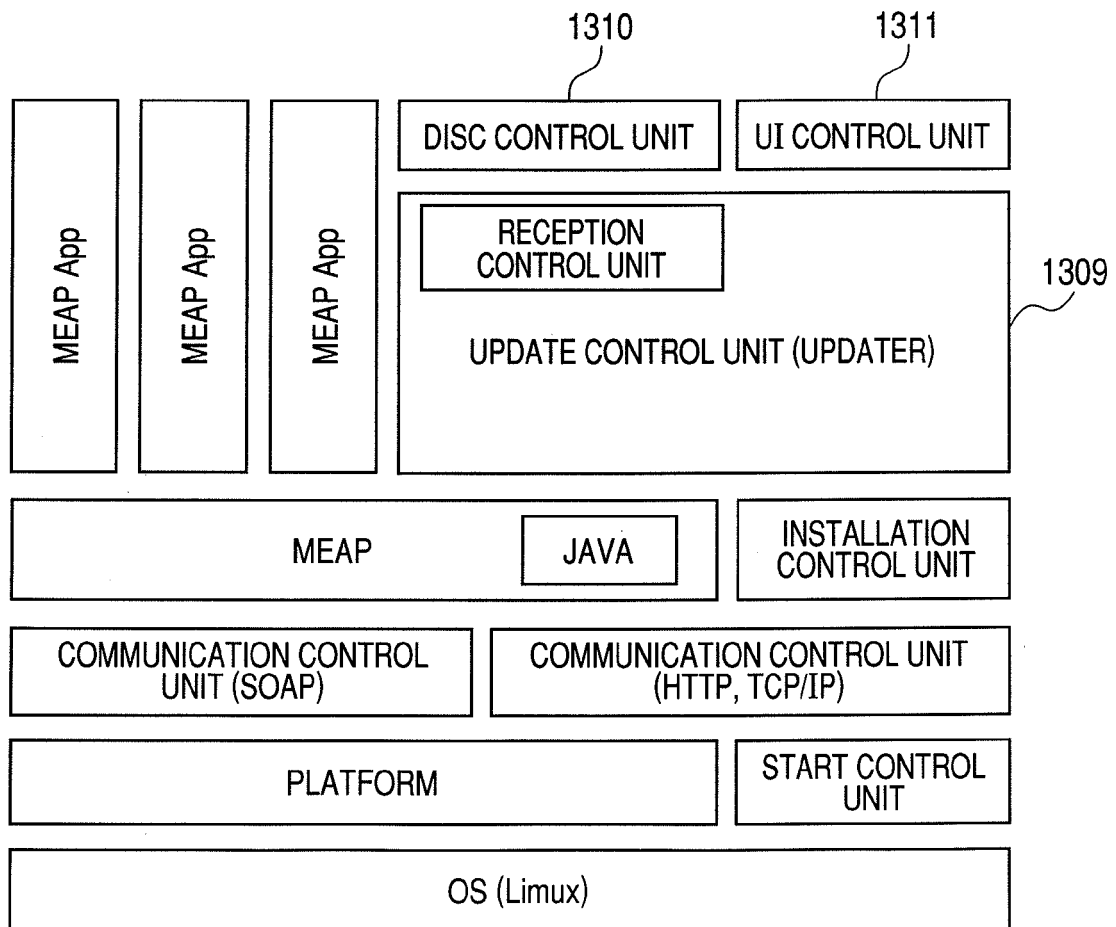 1310
1311
DISC CONTROL UNIT
UI CONTROL UNIT
MEAP App
MEAP App
MEAP App
RECEPTION
CONTROL UNIT
1309
UPDATE CONTROL UNIT (UPDATER)
MEAP
JAVA
INSTALLATION
CONTROL UNIT
COMMUNICATION CONTROL
UNIT (SOAP)
COMMUNICATION CONTROL UNIT
(HTTP, TCP/IP)
PLATFORM
START CONTROL
UNIT
OS (Limux)